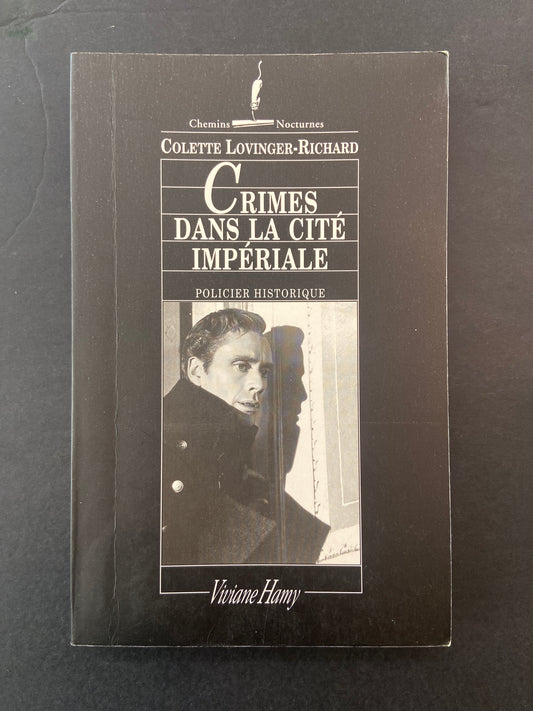 Chemins Nocturnes
COLETTE LOVINGER-RICHARD
CRIMES
DANS LA CITÉ
IMPÉRIALE
POLICIER HISTORIQUE
Viviane Hamy